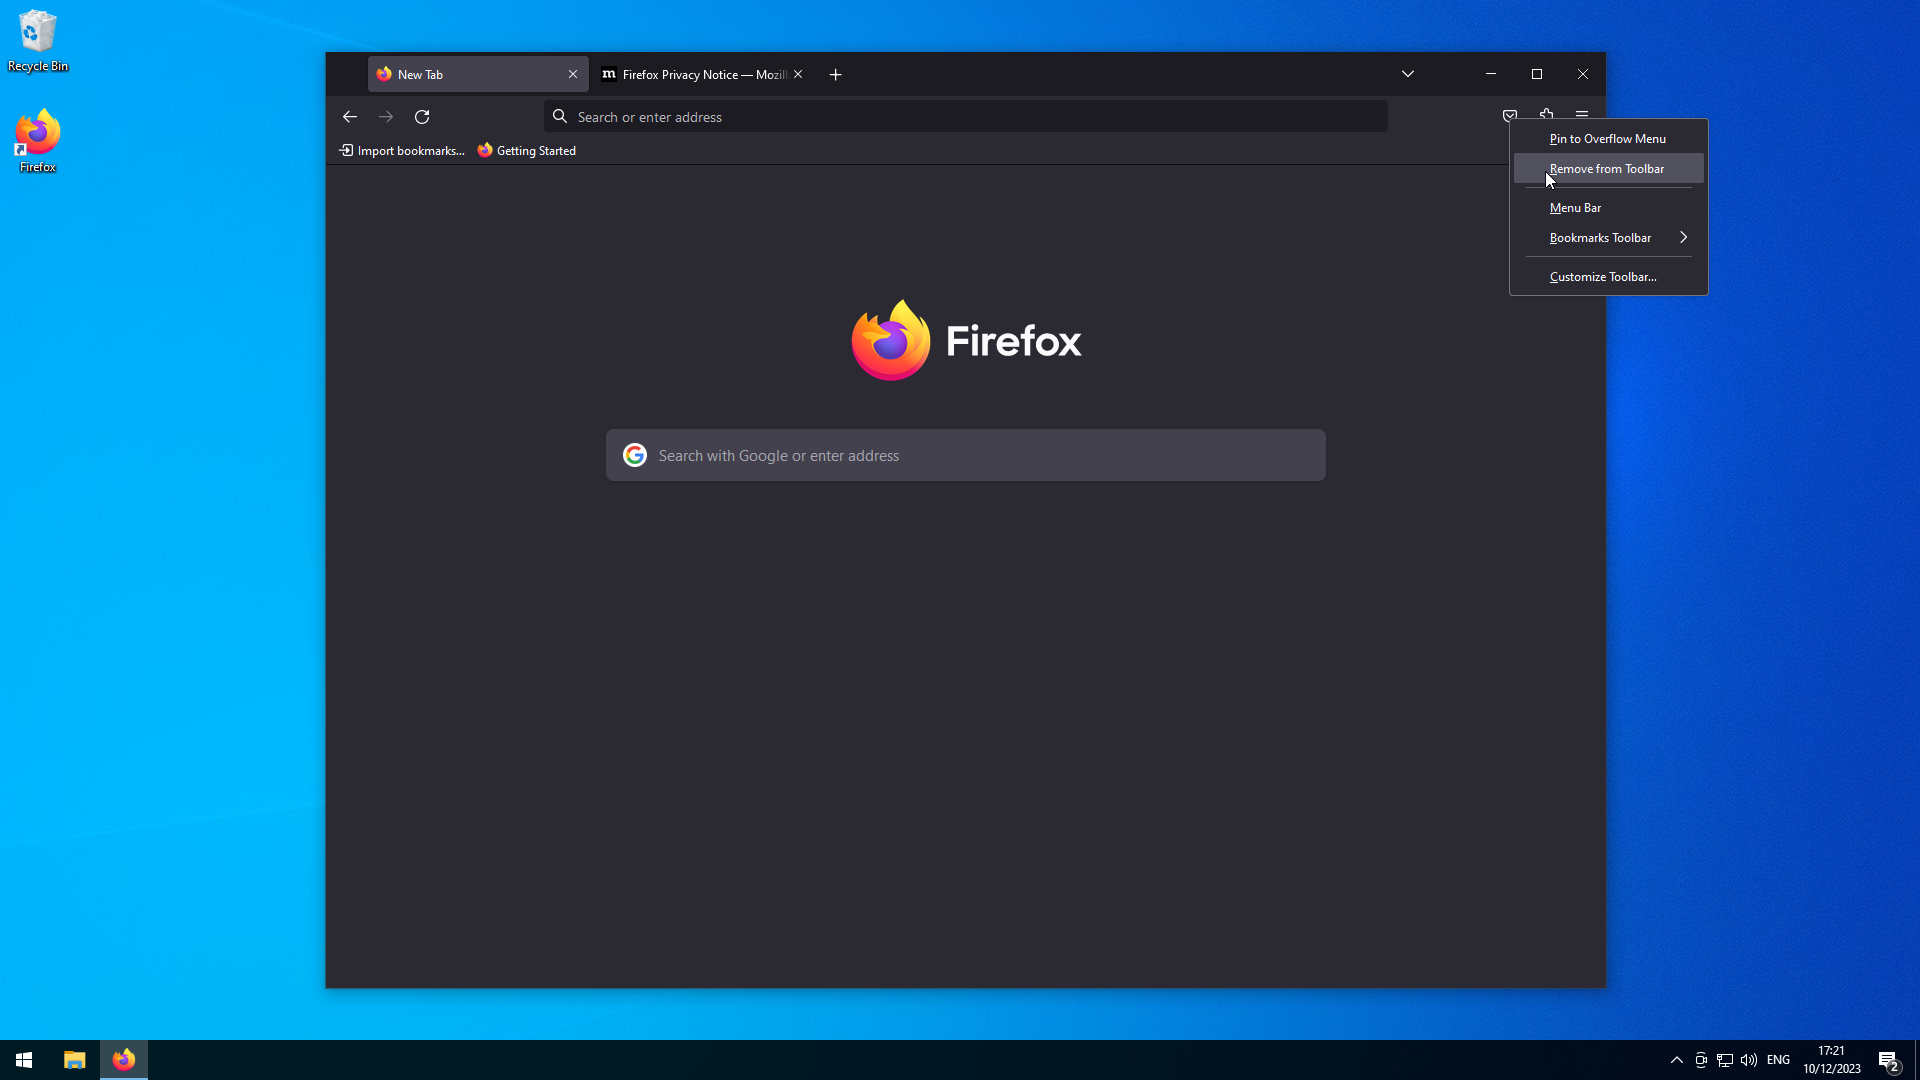 Recycle Bin
Firefox
New Tab
Firefox Privacy Notice — Mozil
Search or enter address
Import bookmarks...
Getting Started
Pin to Overflow Menu
Remove from Toolbar
Menu Bar
Bookmarks Toolbar
Customize Toolbar...
Firefox
Search with Google or enter address
ENG
17:21
10/12/2023
2